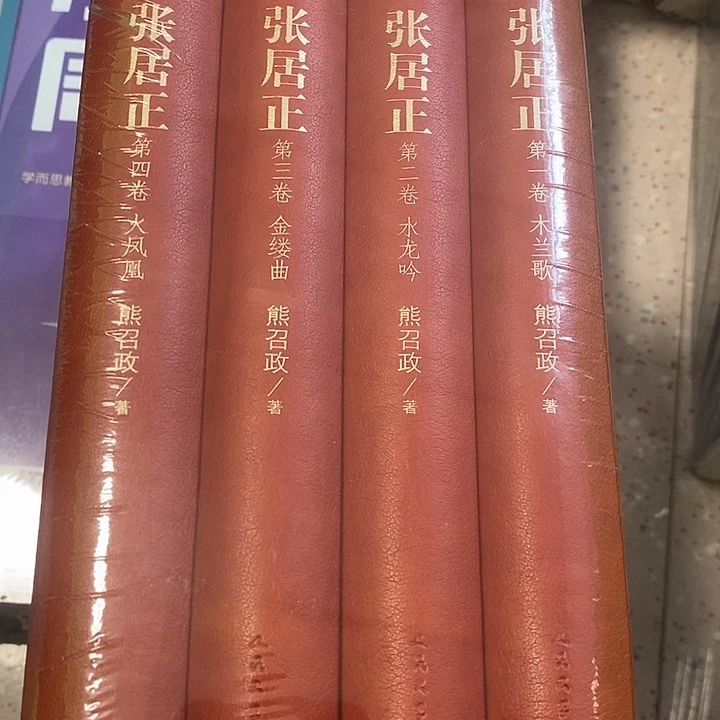 张居正
第四卷 火凤凰
熊召政/著
张居正
第三卷 金缕曲
熊召政/著
张居正
第二卷 水龙吟
熊召政/著
张居正
第一卷 木兰歌
熊召政/著
学而思教